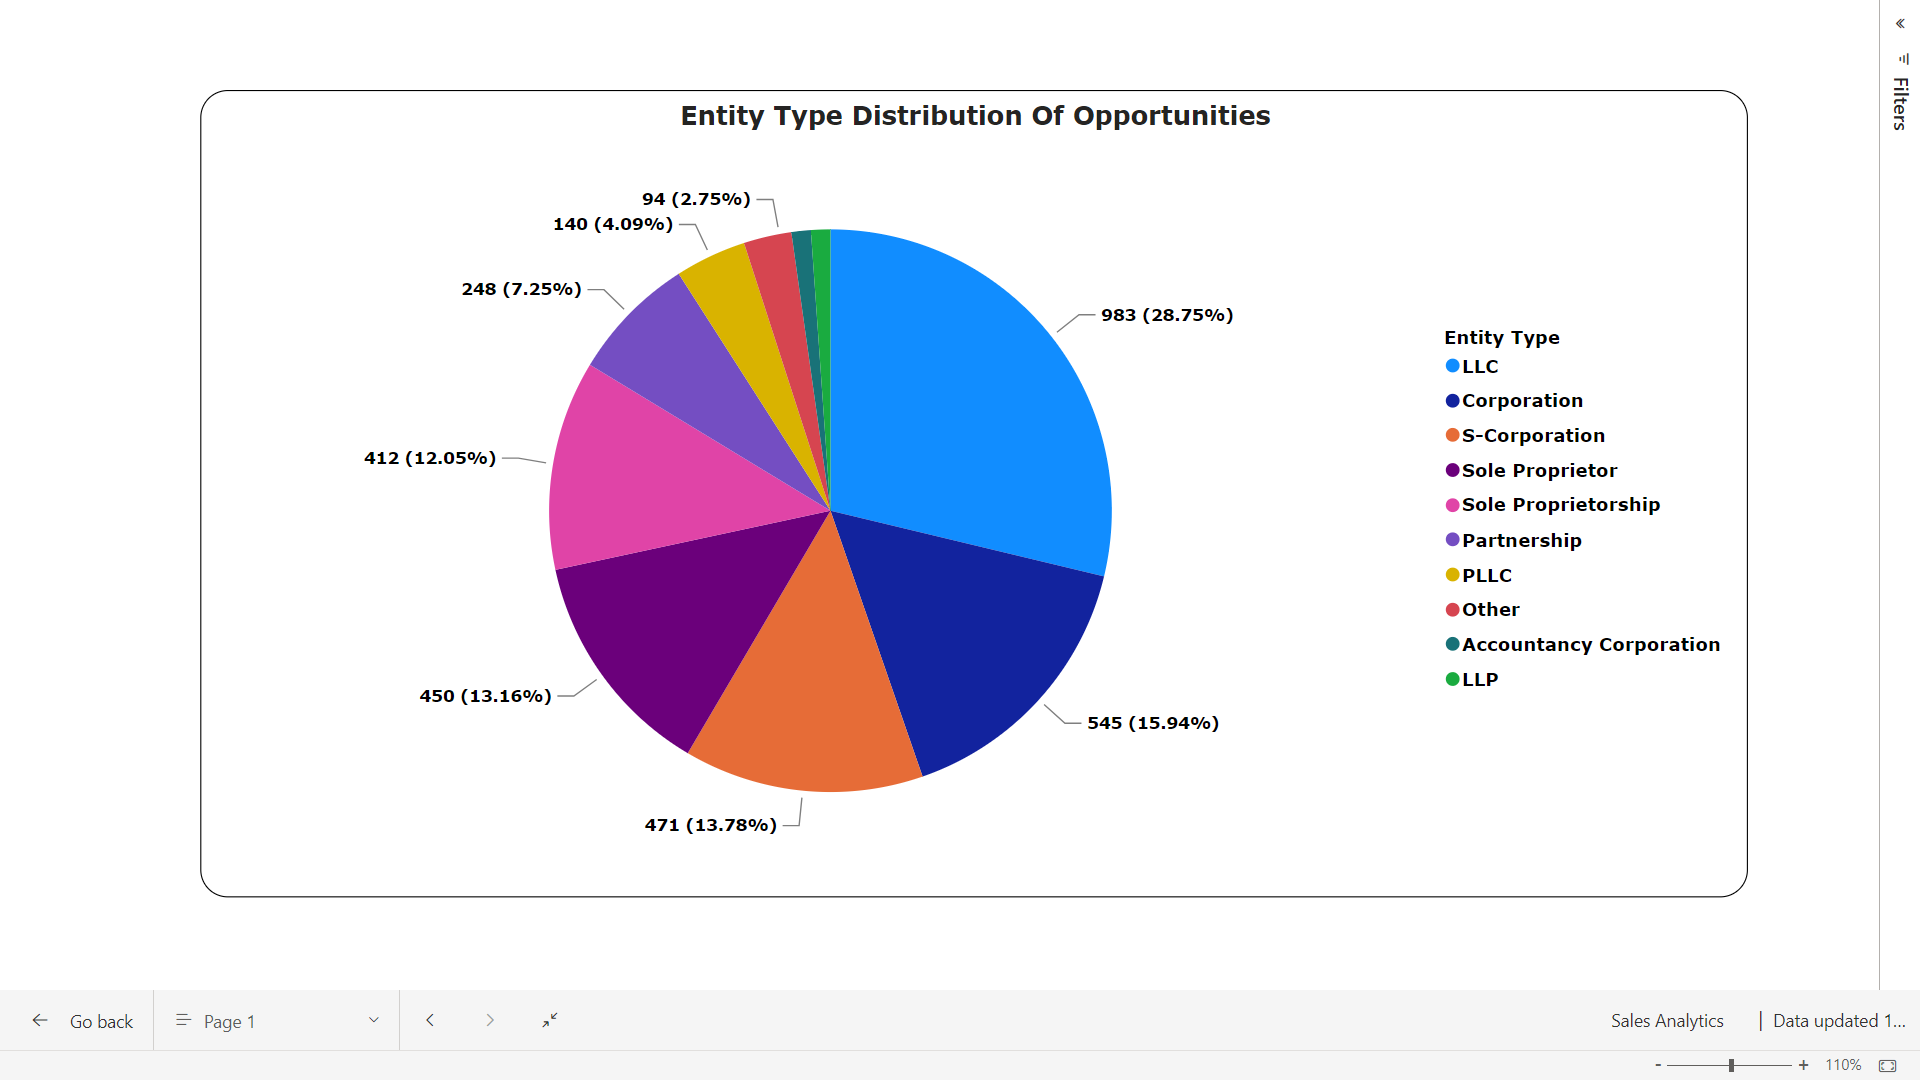 Filters
Entity Type Distribution Of Opportunities
94 (2.75%)
140 (4.09%)
248 (7.25%)
983 (28.75%)
412 (12.05%)
450 (13.16%)
545 (15.94%)
471 (13.78%)
Entity Type
LLC
Corporation
S-Corporation
Sole Proprietor
Sole Proprietorship
Partnership
PLLC
Other
Accountancy Corporation
LLP
Go back
Page 1
Sales Analytics | Data updated 1...
- + 110%